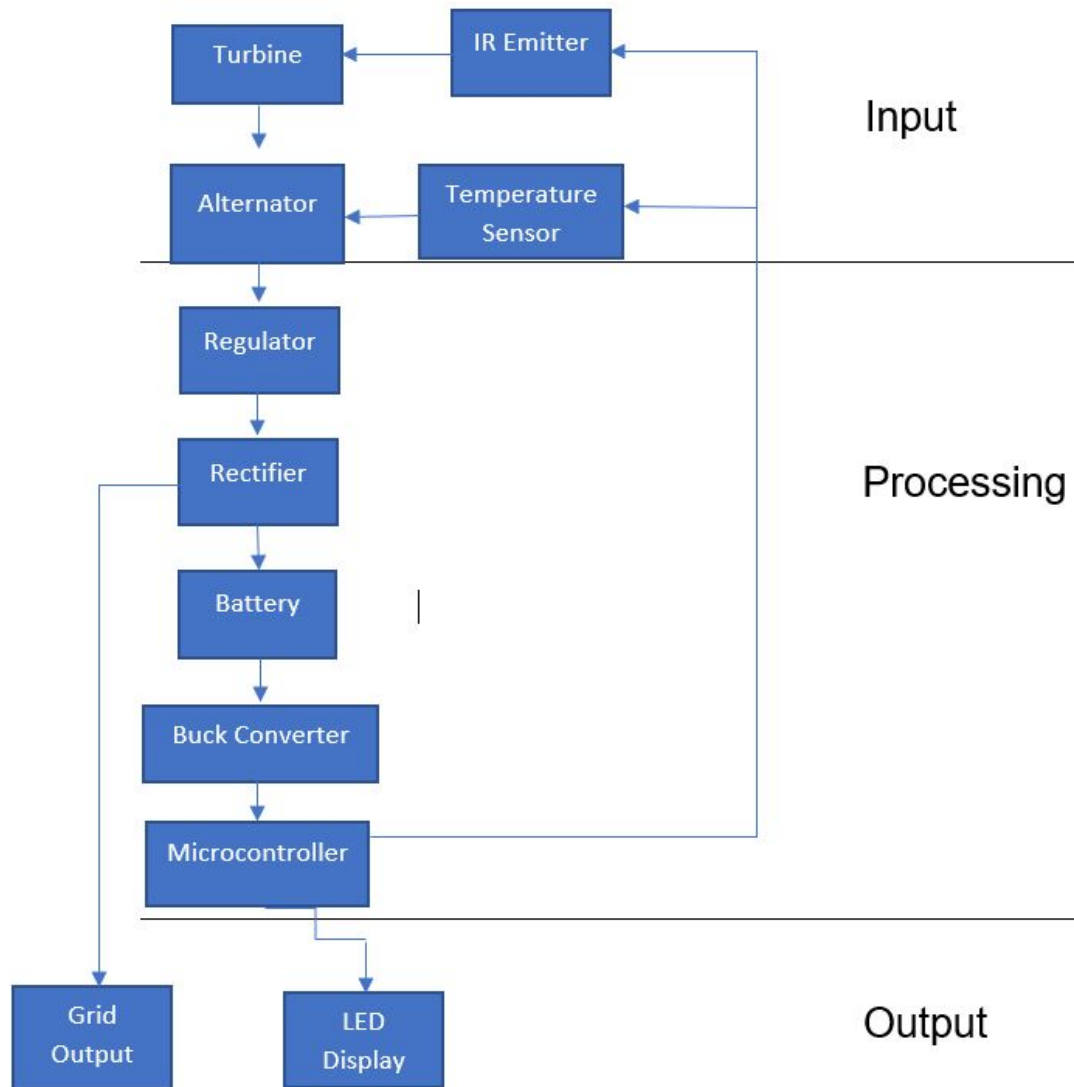 Turbine
IR Emitter
Input
Alternator
Temperature
Sensor
Regulator
Rectifier
Processing
Battery
Buck Converter
Microcontroller
Grid
Output
LED
Display
Output